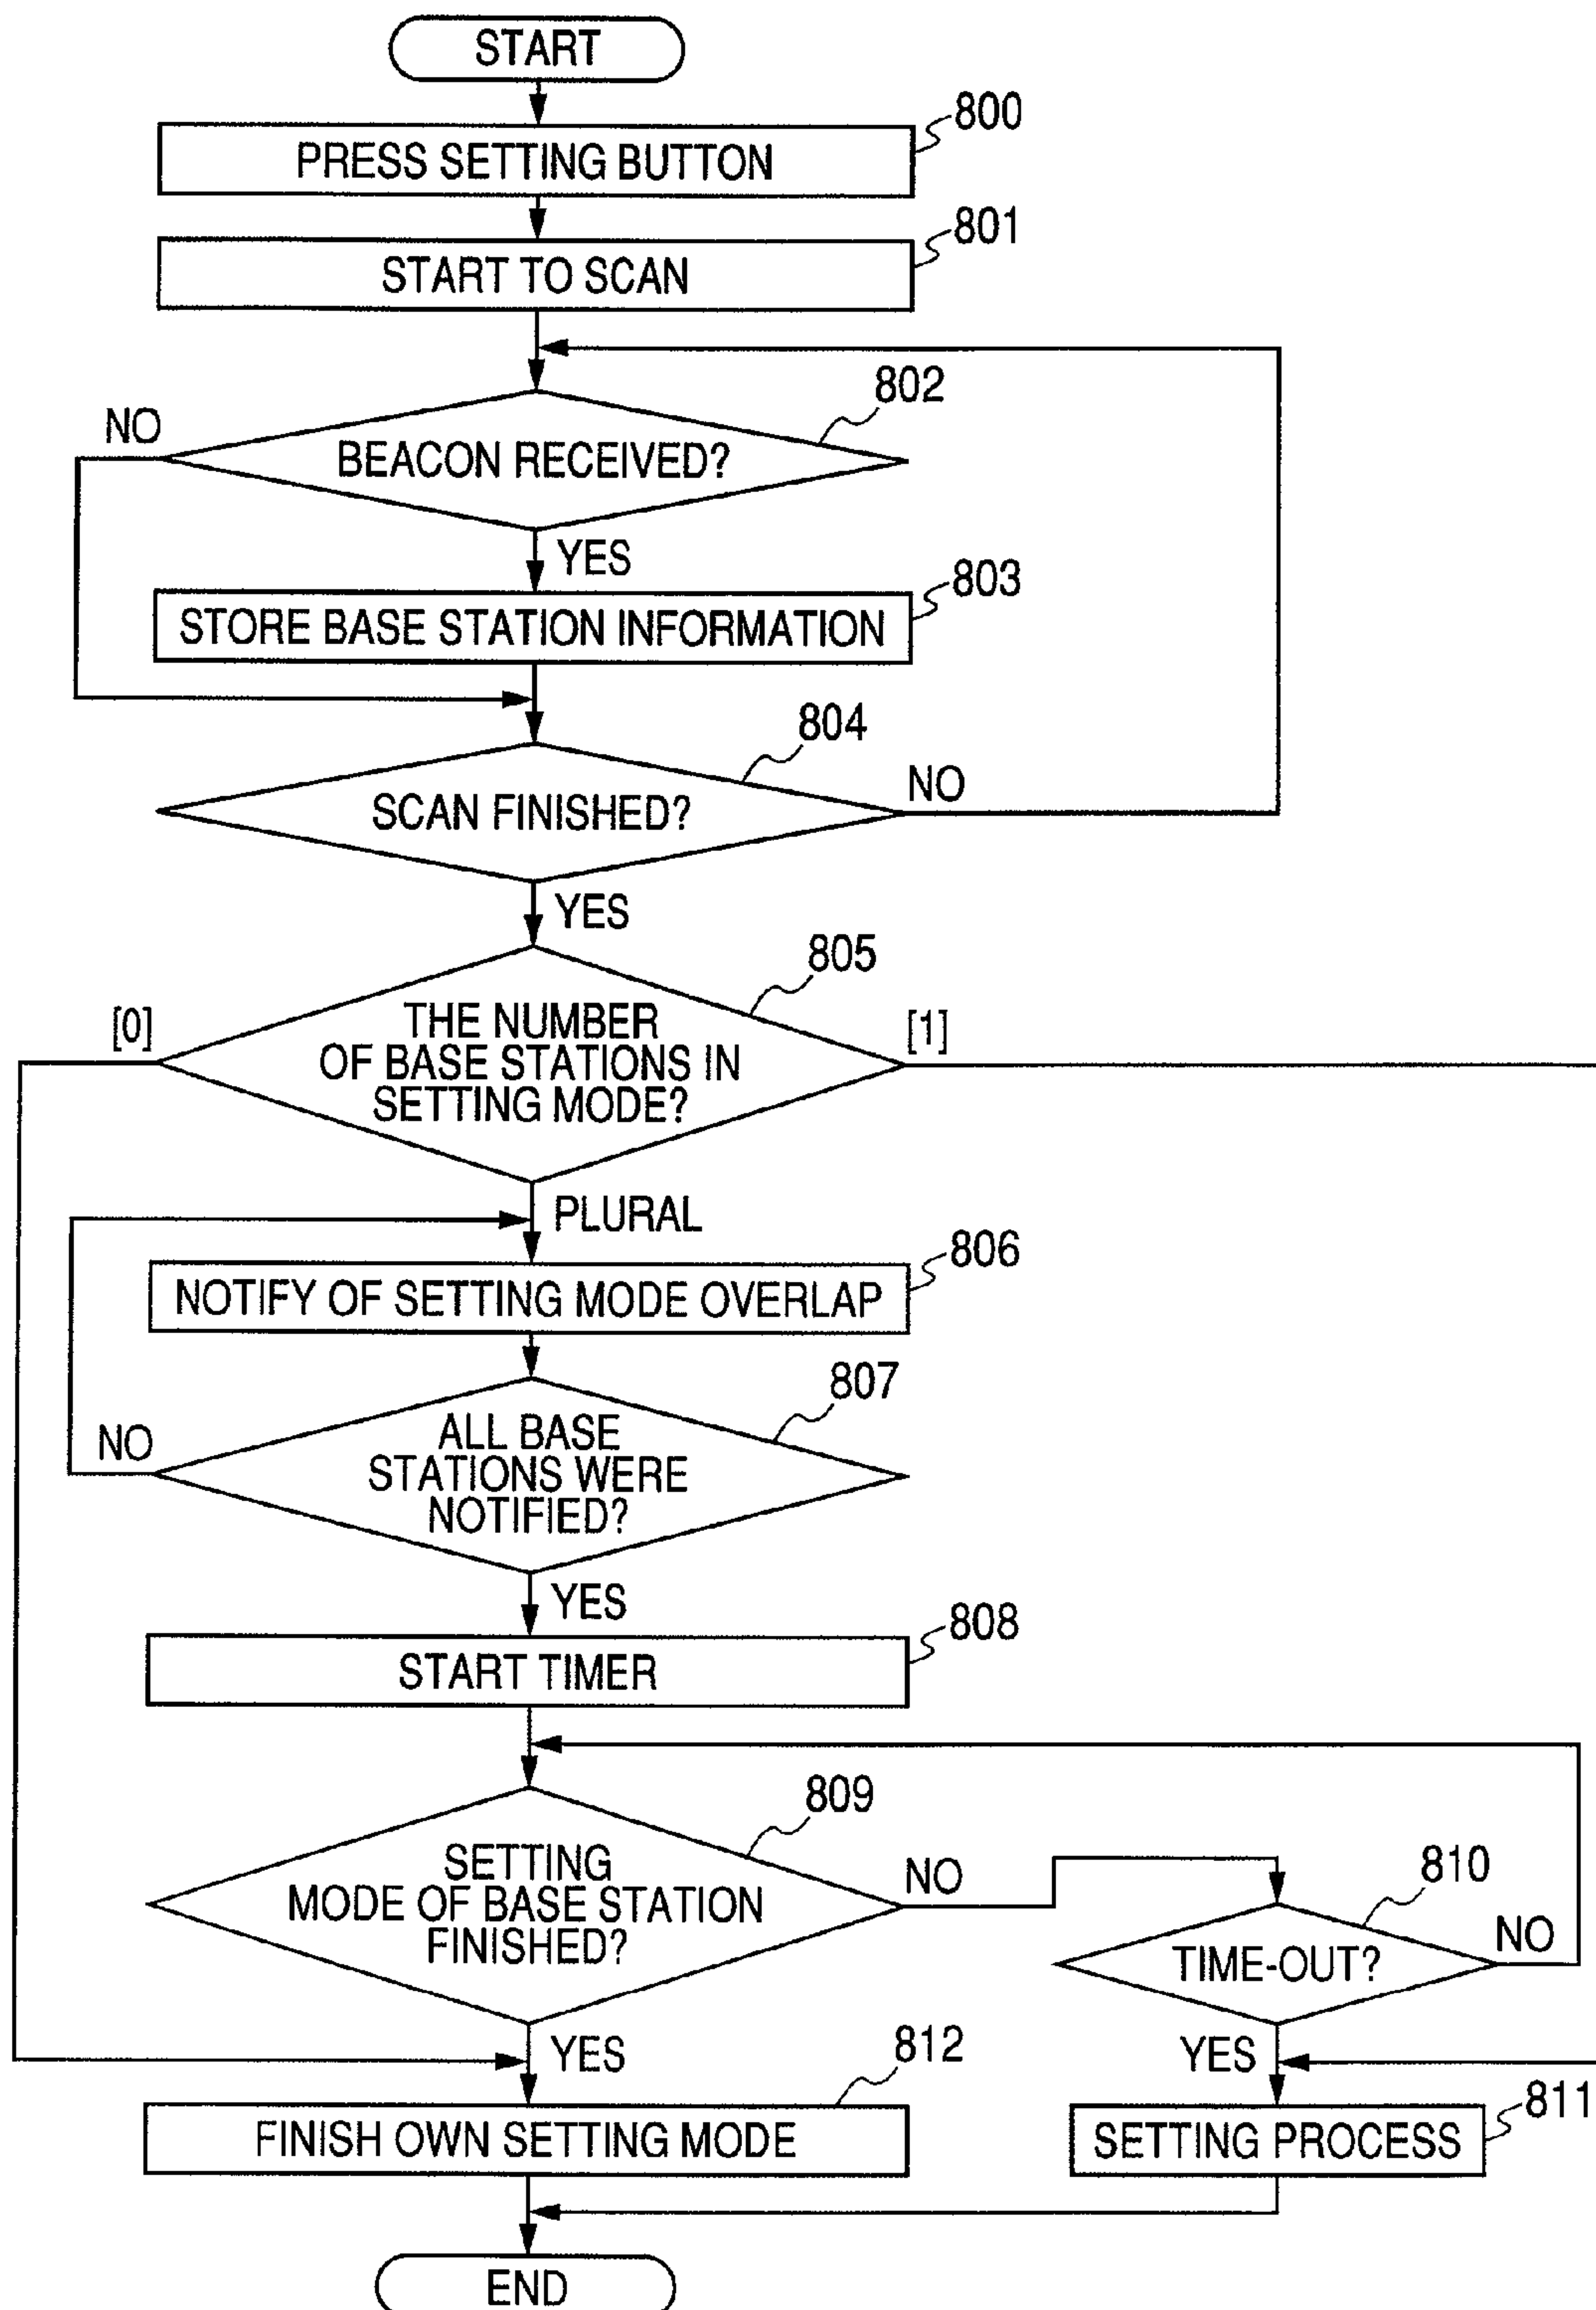 START
800
PRESS SETTING BUTTON
801
START TO SCAN
802
NO
BEACON RECEIVED?
YES
803
STORE BASE STATION INFORMATION
804
NO
SCAN FINISHED?
YES
805
[0]
[1]
THE NUMBER
OF BASE STATIONS IN
SETTING MODE?
PLURAL
806
NOTIFY OF SETTING MODE OVERLAP
807
NO
ALL BASE
STATIONS WERE
NOTIFIED?
YES
808
START TIMER
809
SETTING
MODE OF BASE STATION
FINISHED?
NO
810
NO
TIME-OUT?
YES
YES
812
811
FINISH OWN SETTING MODE
SETTING PROCESS
END